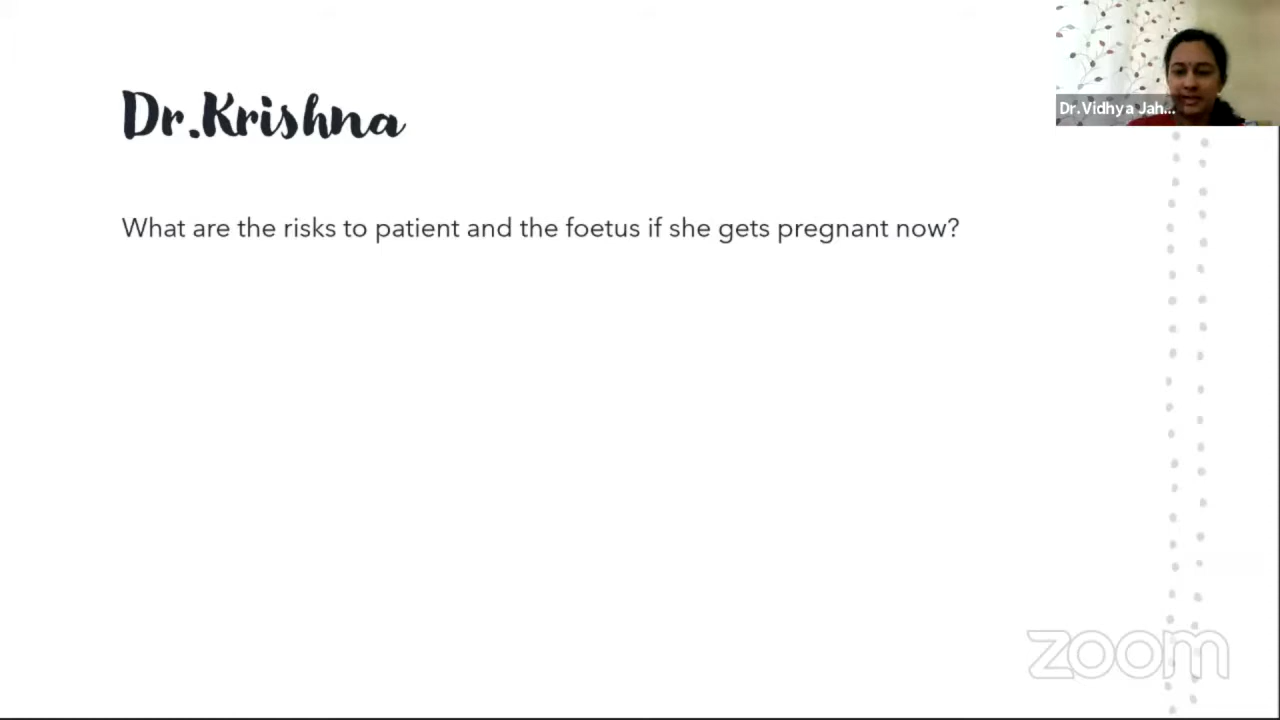 Dr.Krishna
Dr.Vidhya Jah...
What are the risks to patient and the foetus if she gets pregnant now?
zoom